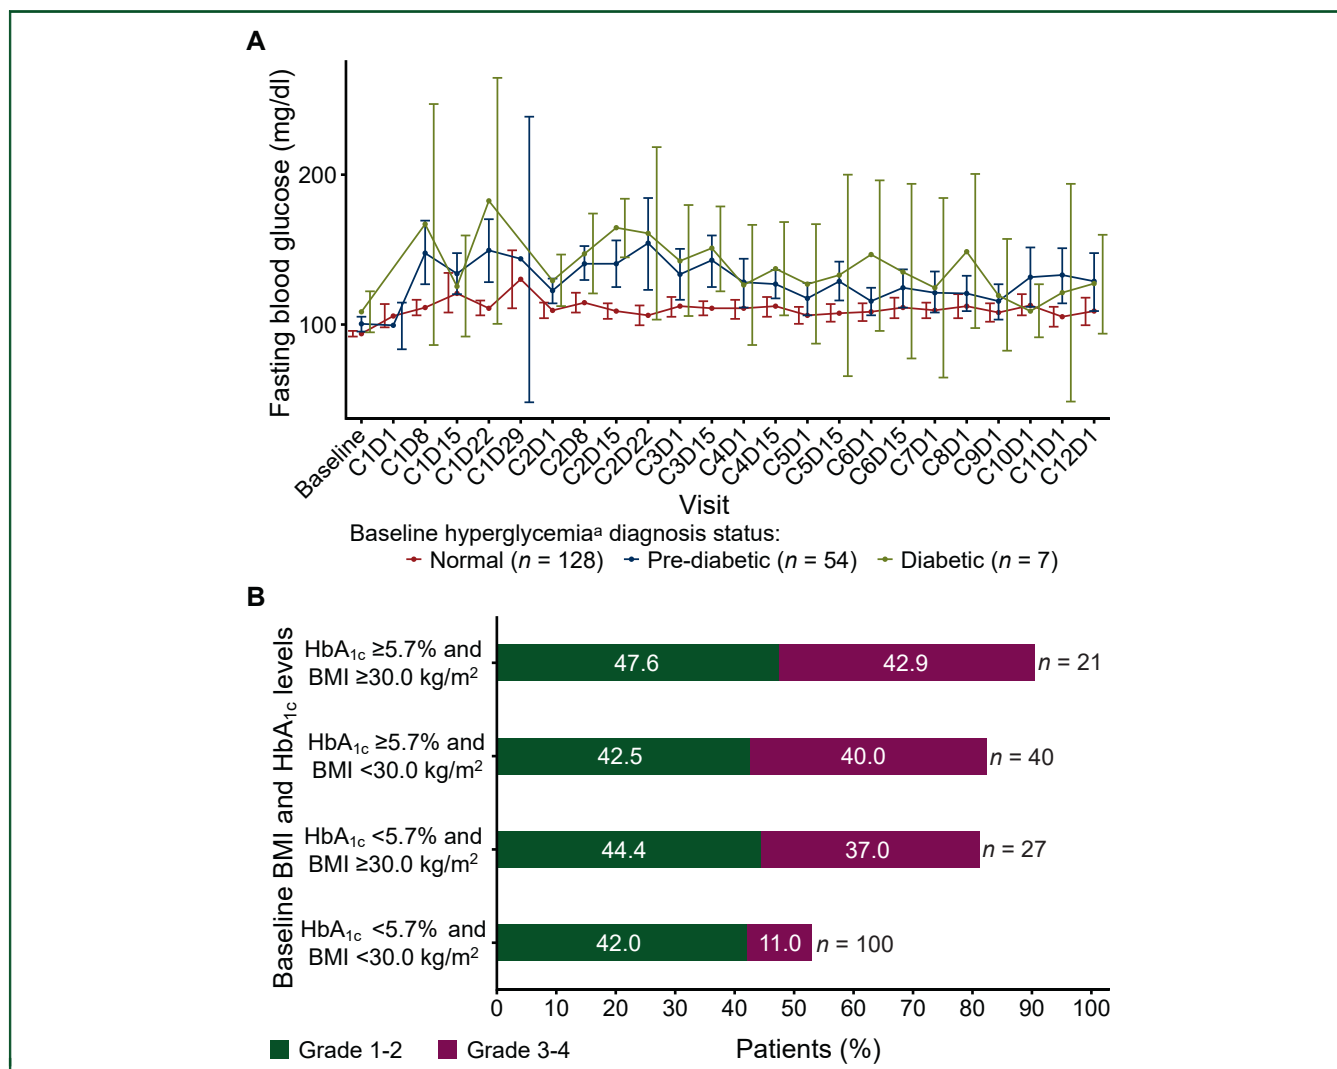 A
Fasting blood glucose (mg/dl)
200
100
Baseline
C1D1
C1D8
C1D15
C1D22
C1D29
C2D1
C2D8
C2D15
C2D22
C3D1
C3D15
C4D1
C4D15
C5D1
C5D15
C6D1
C6D15
C7D1
C8D1
C9D1
C10D1
C11D1
C12D1
Visit
Baseline hyperglycemiaᵃ diagnosis status:
Normal (n = 128) Pre-diabetic (n = 54) Diabetic (n = 7)
B
Baseline BMI and HbA₁c levels
HbA₁c ≥5.7% and
BMI ≥30.0 kg/m²
47.6 42.9 n = 21
HbA₁c ≥5.7% and
BMI <30.0 kg/m²
42.5 40.0 n = 40
HbA₁c <5.7% and
BMI ≥30.0 kg/m²
44.4 37.0 n = 27
HbA₁c <5.7% and
BMI <30.0 kg/m²
42.0 11.0 n = 100
0 10 20 30 40 50 60 70 80 90 100
Grade 1-2 Grade 3-4 Patients (%)